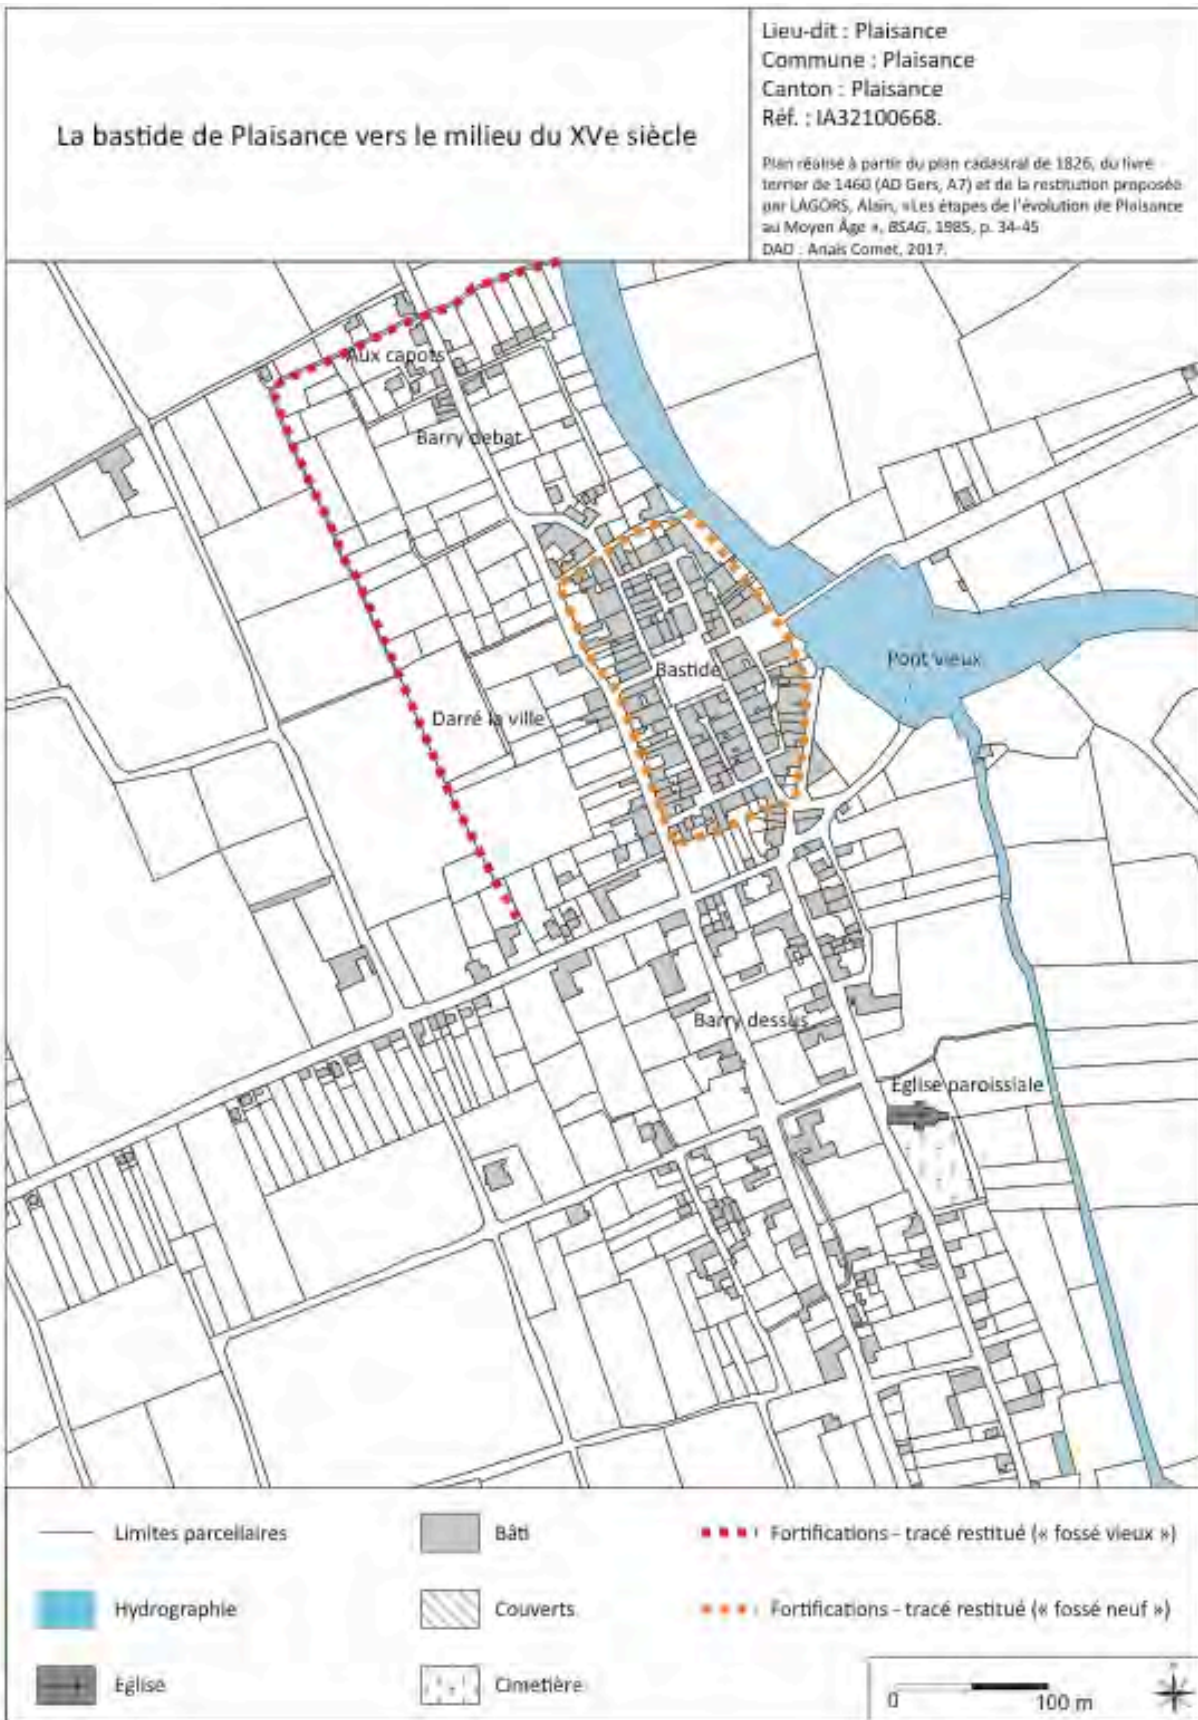 La bastide de Plaisance vers le milieu du XVe siècle
Lieu-dit : Plaisance
Commune : Plaisance
Canton : Plaisance
Réf. : IA32100668.
Plan réalisé à partir du plan cadastral de 1826, du livre
terrier de 1460 (AD Gers, A7) et de la restitution proposée
par LAGORS, Alain, «Les étapes de l'évolution de Plaisance
au Moyen Âge », BSAG, 1985, p. 34-45
DAO : Anaïs Comet, 2017.
Aux capots
Barry debat
Bastide
Pont vieux
Darré la ville
Barry dessus
Eglise paroissiale
Limites parcellaires
Bâti
Fortifications - tracé restitué (« fossé vieux »)
Hydrographie
Couverts
Fortifications - tracé restitué (« fossé neuf »)
Eglise
Cimetière
0 100 m